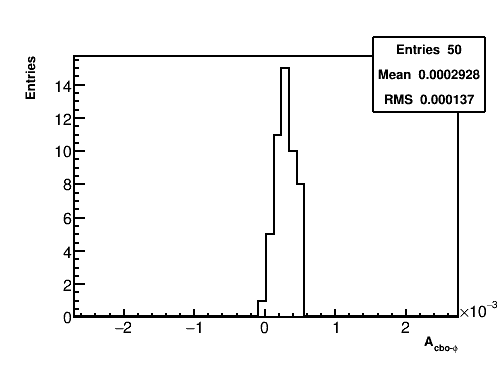 Entries 50
Mean 0.0002928
RMS 0.000137
Entries
14
12
10
8
6
4
2
0
−2 −1 0 1 2
×10⁻³
A_cbo-ϕ